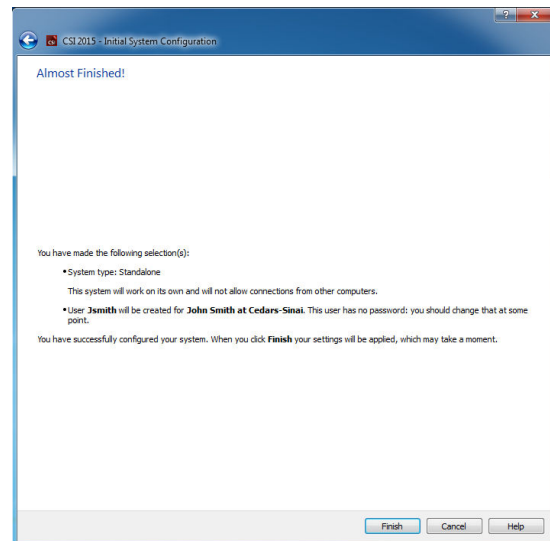 CSI 2015 - Initial System Configuration
Almost Finished!
You have made the following selection(s):
•System type: Standalone
This system will work on its own and will not allow connections from other computers.
•User Jsmith will be created for John Smith at Cedars-Sinai. This user has no password: you should change that at some
point.
You have successfully configured your system. When you click Finish your settings will be applied, which may take a moment.
Finish Cancel Help